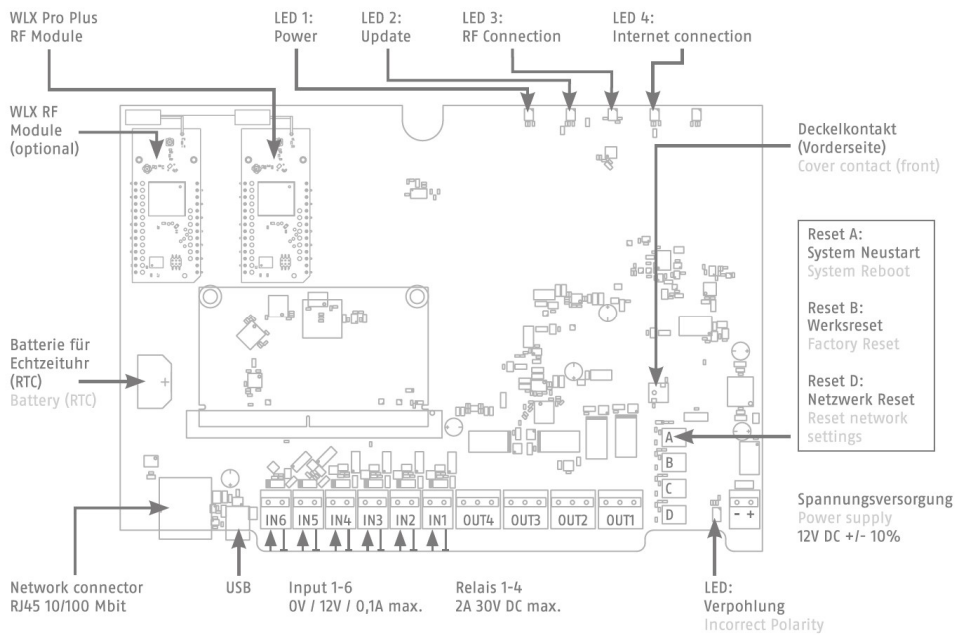 WLX Pro Plus
RF Module
LED 1:
Power
LED 2:
Update
LED 3:
RF Connection
LED 4:
Internet connection
WLX RF
Module
(optional)
Deckelkontakt
(Vorderseite)
Cover contact (front)
Reset A:
System Neustart
System Reboot
Reset B:
Werksreset
Factory Reset
Reset D:
Netzwerk Reset
Reset network
settings
Batterie für
Echtzeituhr
(RTC)
Battery (RTC)
+
A
B
C
D
IN6 IN5 IN4 IN3 IN2 IN1 OUT4 OUT3 OUT2 OUT1
- +
Spannungsversorgung
Power supply
12V DC +/- 10%
Network connector
RJ45 10/100 Mbit
USB
Input 1-6
0V / 12V / 0,1A max.
Relais 1-4
2A 30V DC max.
LED:
Verpohlung
Incorrect Polarity